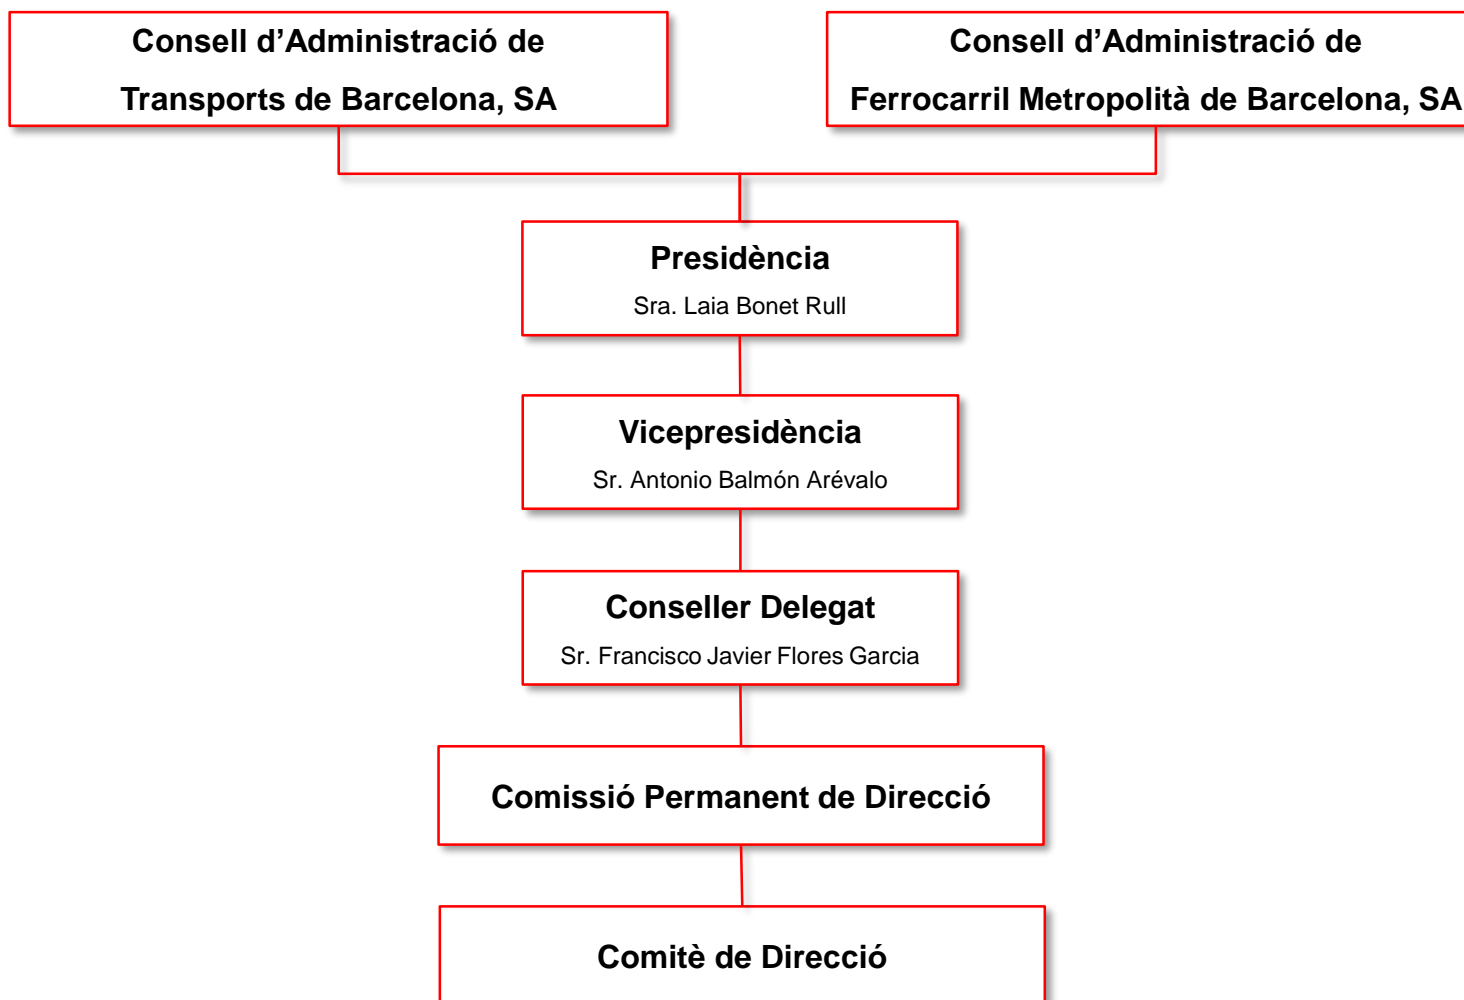 Consell d’Administració de
Transports de Barcelona, SA
Consell d’Administració de
Ferrocarril Metropolità de Barcelona, SA
Presidència
Sra. Laia Bonet Rull
Vicepresidència
Sr. Antonio Balmón Arévalo
Conseller Delegat
Sr. Francisco Javier Flores Garcia
Comissió Permanent de Direcció
Comitè de Direcció